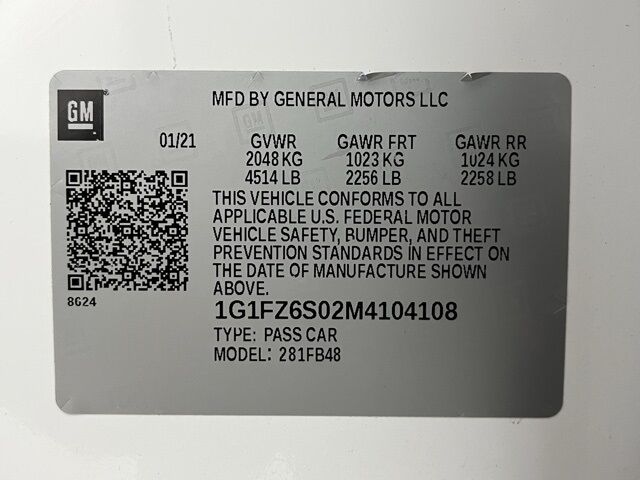 GM
MFD BY GENERAL MOTORS LLC
01/21 GVWR GAWR FRT GAWR RR
2048 KG 1023 KG 1024 KG
4514 LB 2256 LB 2258 LB
THIS VEHICLE CONFORMS TO ALL
APPLICABLE U.S. FEDERAL MOTOR
VEHICLE SAFETY, BUMPER, AND THEFT
PREVENTION STANDARDS IN EFFECT ON
THE DATE OF MANUFACTURE SHOWN
ABOVE.
8624
1G1FZ6S02M4104108
TYPE: PASS CAR
MODEL: 281FB48